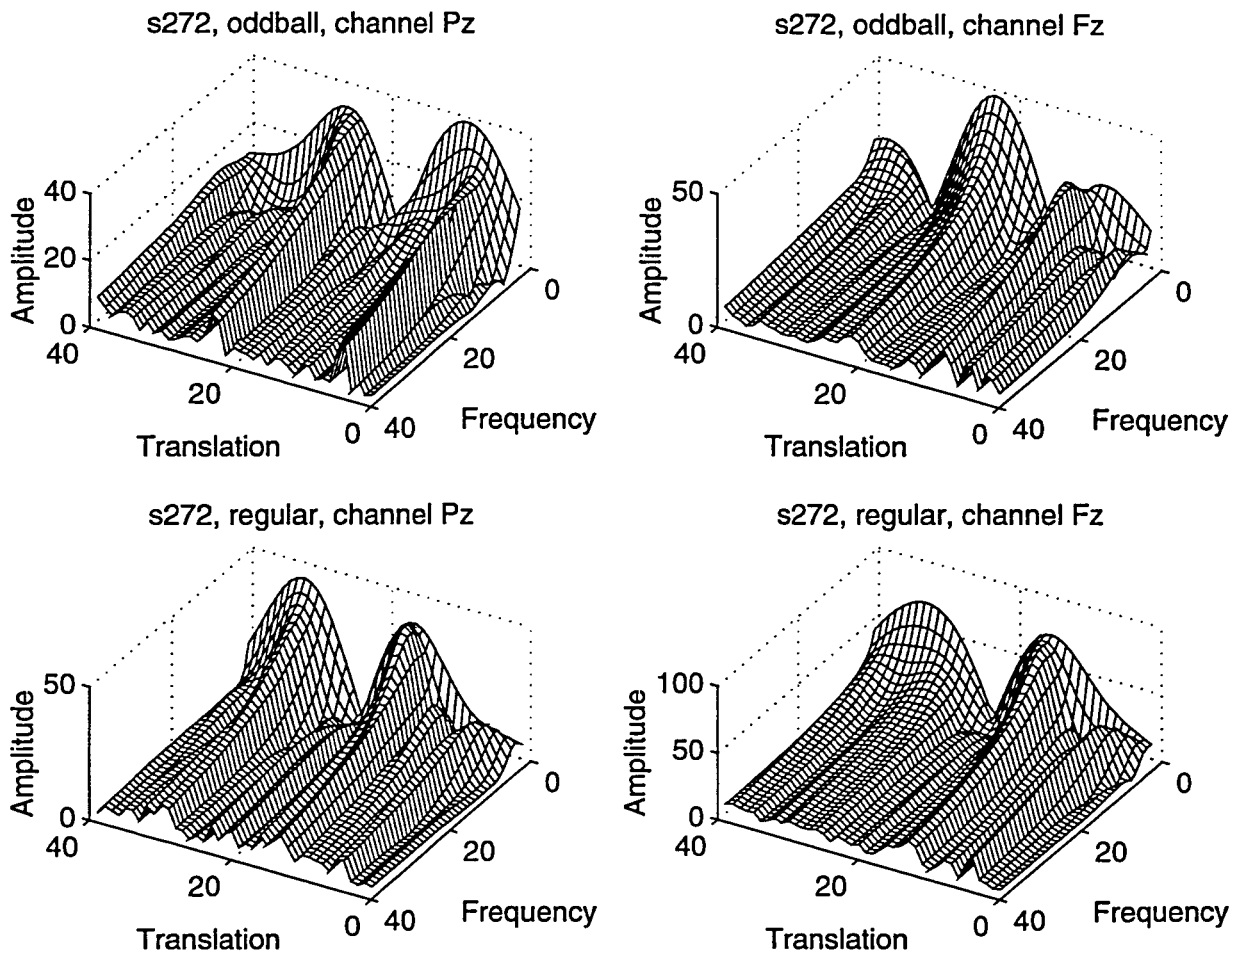 s272, oddball, channel Pz
Amplitude
40
20
0
40
20
0
Translation
40
20
0
Frequency
s272, oddball, channel Fz
Amplitude
50
0
40
20
0
Translation
40
20
0
Frequency
s272, regular, channel Pz
Amplitude
50
0
40
20
0
Translation
40
20
0
Frequency
s272, regular, channel Fz
Amplitude
100
50
0
40
20
0
Translation
40
20
0
Frequency